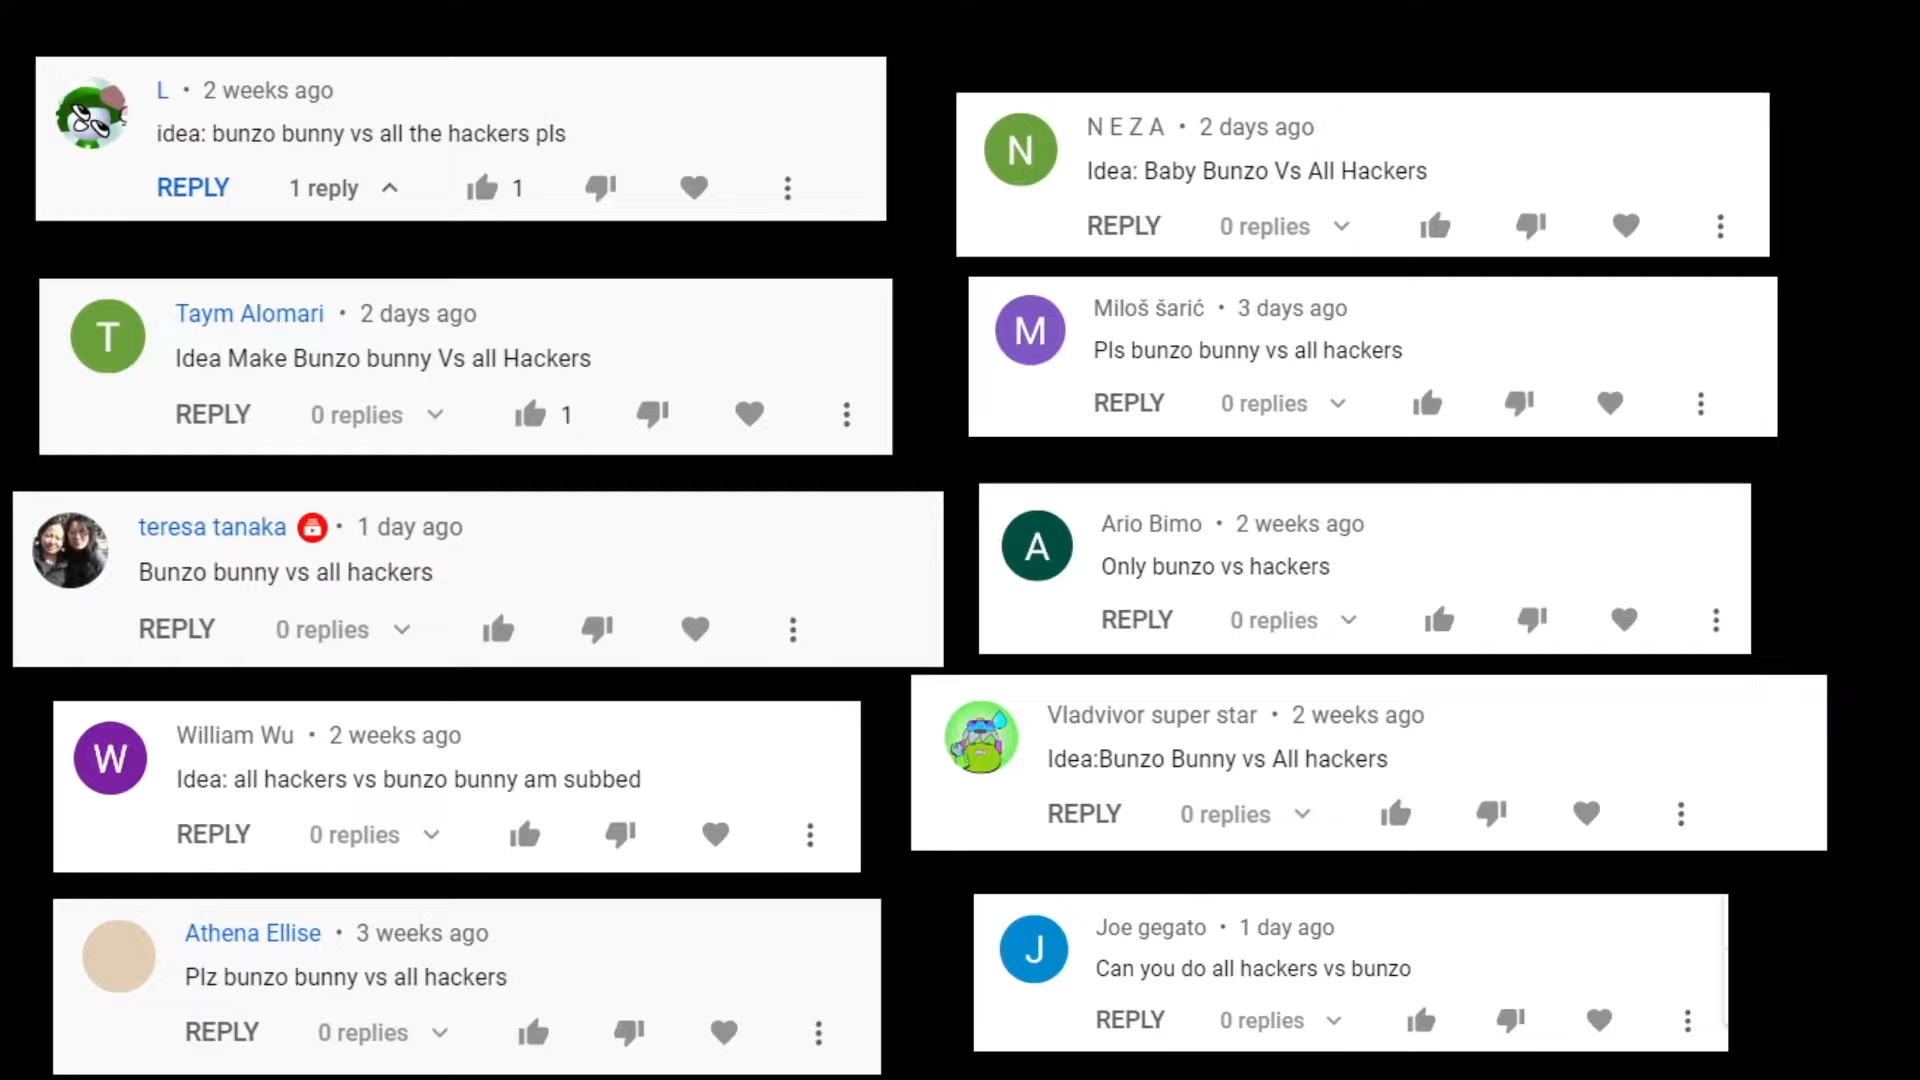 L • 2 weeks ago
idea: bunzo bunny vs all the hackers pls
REPLY 1 reply 1
T
Taym Alomari • 2 days ago
Idea Make Bunzo bunny Vs all Hackers
REPLY 0 replies 1
teresa tanaka • 1 day ago
Bunzo bunny vs all hackers
REPLY 0 replies
W
William Wu • 2 weeks ago
Idea: all hackers vs bunzo bunny am subbed
REPLY 0 replies
Athena Ellise • 3 weeks ago
Plz bunzo bunny vs all hackers
REPLY 0 replies
N
N E Z A • 2 days ago
Idea: Baby Bunzo Vs All Hackers
REPLY 0 replies
M
Miloš šarić • 3 days ago
Pls bunzo bunny vs all hackers
REPLY 0 replies
A
Ario Bimo • 2 weeks ago
Only bunzo vs hackers
REPLY 0 replies
Vladvivor super star • 2 weeks ago
Idea:Bunzo Bunny vs All hackers
REPLY 0 replies
J
Joe gegato • 1 day ago
Can you do all hackers vs bunzo
REPLY 0 replies